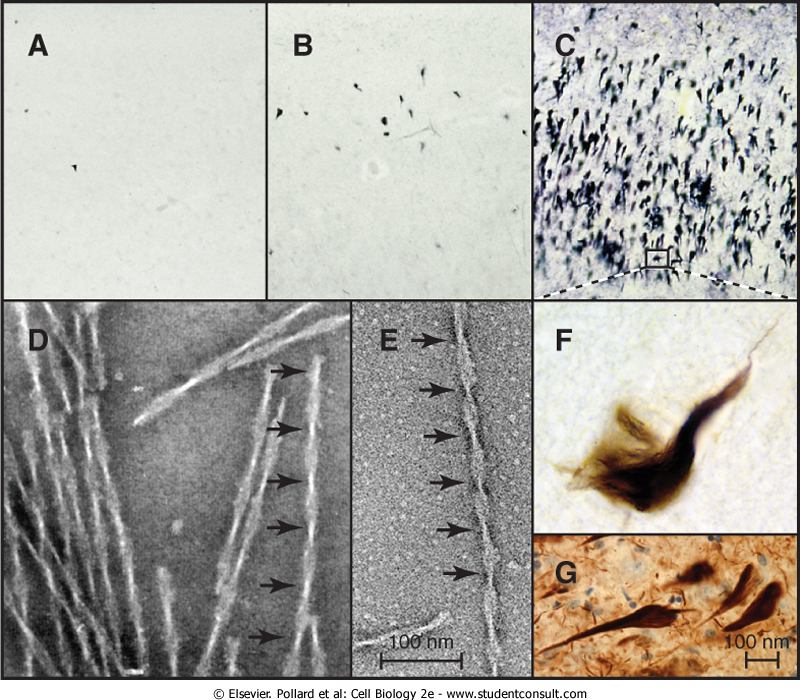 A
B
C
D
E
F
G
100 nm
100 nm
© Elsevier. Pollard et al: Cell Biology 2e - www.studentconsult.com